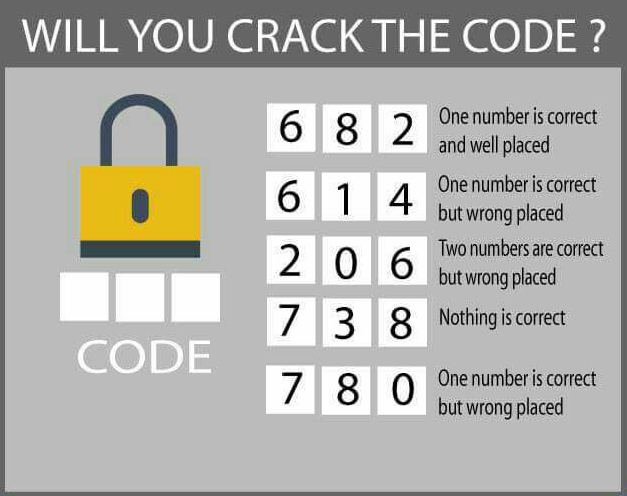 WILL YOU CRACK THE CODE ?
6 8 2 One number is correct
and well placed
6 1 4 One number is correct
but wrong placed
2 0 6 Two numbers are correct
but wrong placed
7 3 8 Nothing is correct
7 8 0 One number is correct
but wrong placed
CODE